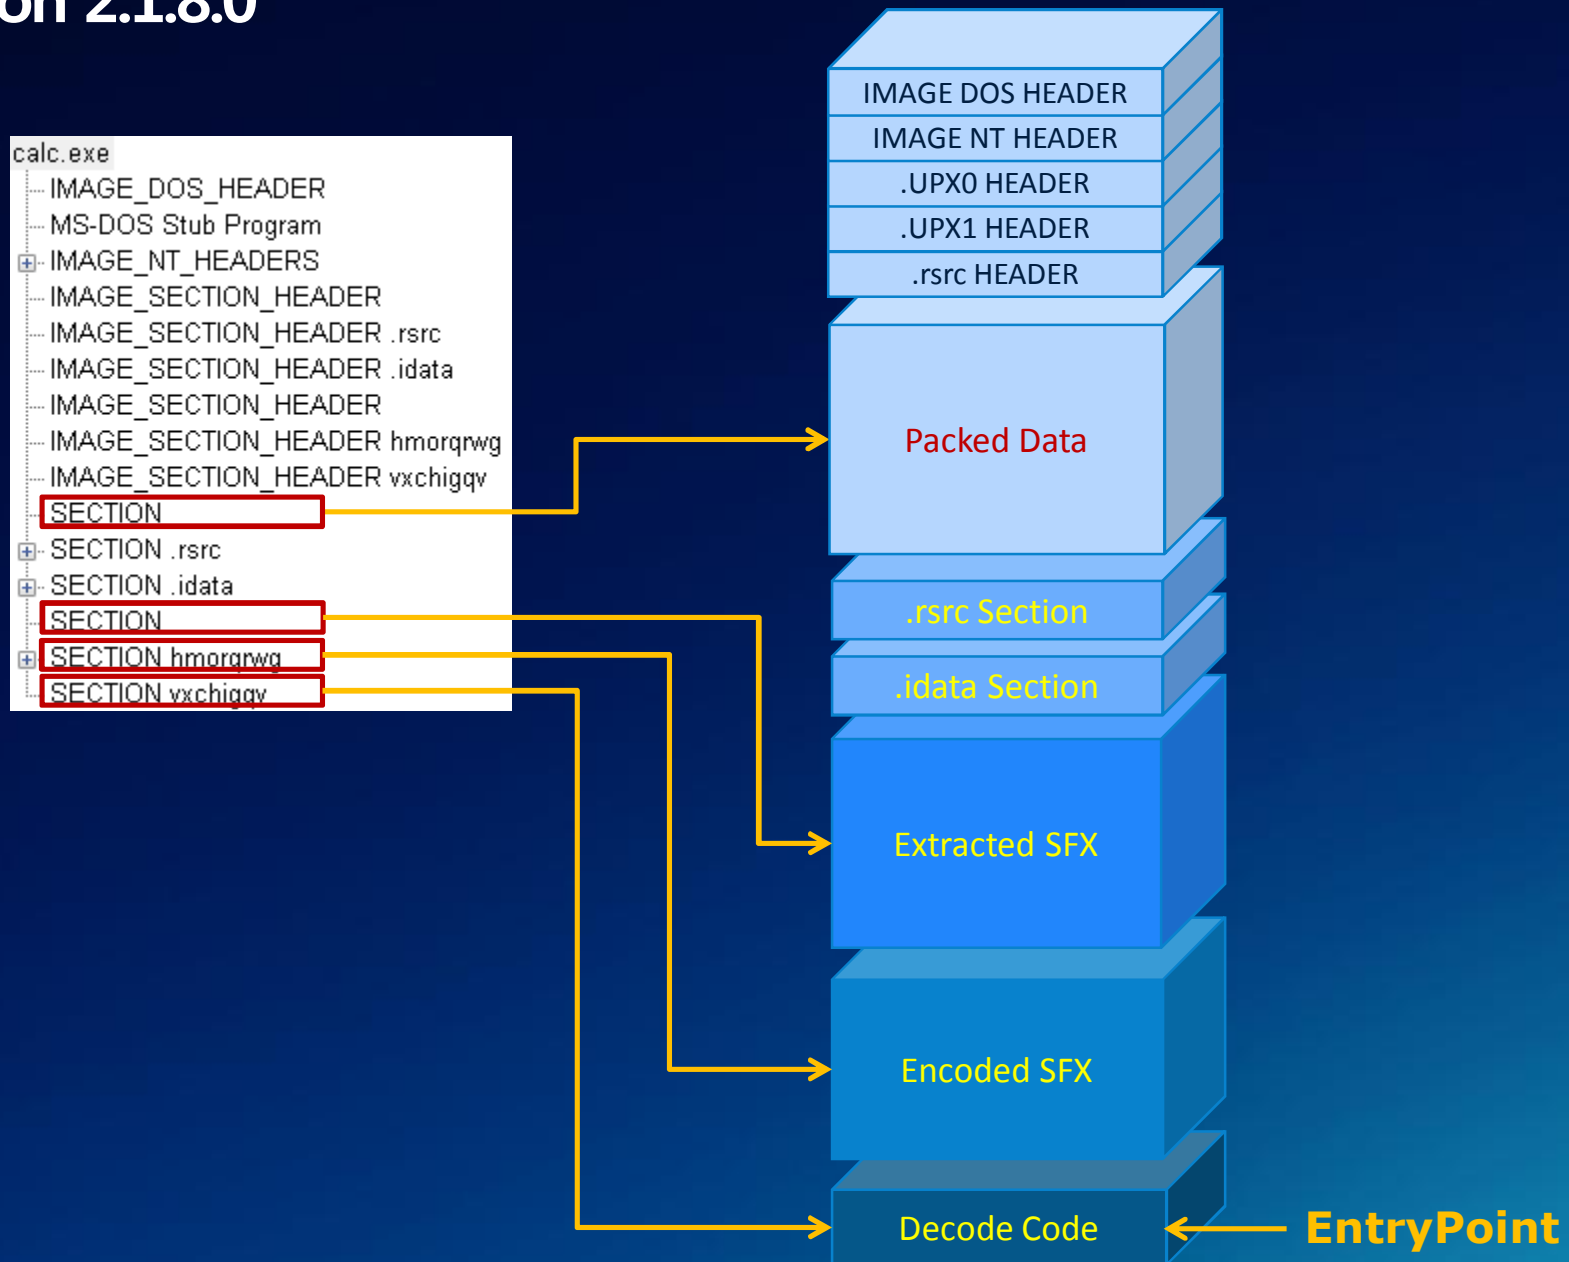 on 2.1.8.0
calc.exe
IMAGE_DOS_HEADER
MS-DOS Stub Program
IMAGE_NT_HEADERS
IMAGE_SECTION_HEADER
IMAGE_SECTION_HEADER .rsrc
IMAGE_SECTION_HEADER .idata
IMAGE_SECTION_HEADER
IMAGE_SECTION_HEADER hmorqrwg
IMAGE_SECTION_HEADER vxchigqv
SECTION
SECTION .rsrc
SECTION .idata
SECTION
SECTION hmorqrwg
SECTION vxchigqv
IMAGE DOS HEADER
IMAGE NT HEADER
.UPX0 HEADER
.UPX1 HEADER
.rsrc HEADER
Packed Data
.rsrc Section
.idata Section
Extracted SFX
Encoded SFX
Decode Code
EntryPoint